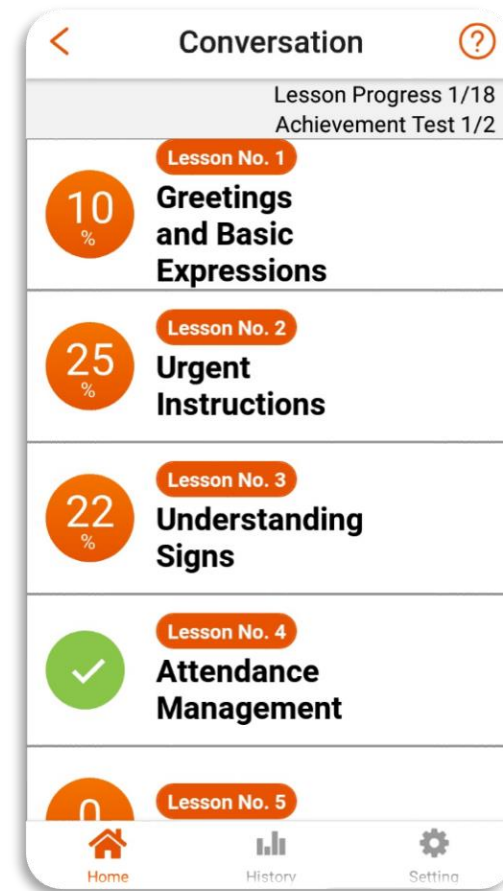 Conversation
?
Lesson Progress 1/18
Achievement Test 1/2
Lesson No. 1
10
%
Greetings
and Basic
Expressions
Lesson No. 2
25
%
Urgent
Instructions
Lesson No. 3
22
%
Understanding
Signs
Lesson No. 4
Attendance
Management
Lesson No. 5
0
Home
History
Setting